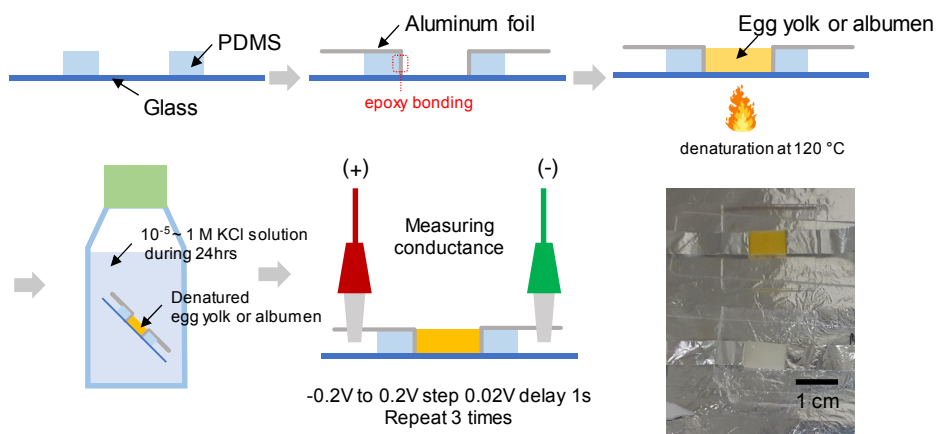 PDMS
Glass
Aluminum foil
epoxy bonding
Egg yolk or albumen
denaturation at 120 °C
10⁻⁵~ 1 M KCl solution
during 24hrs
Denatured
egg yolk or albumen
(+)
(-)
Measuring
conductance
-0.2V to 0.2V step 0.02V delay 1s
Repeat 3 times
1 cm